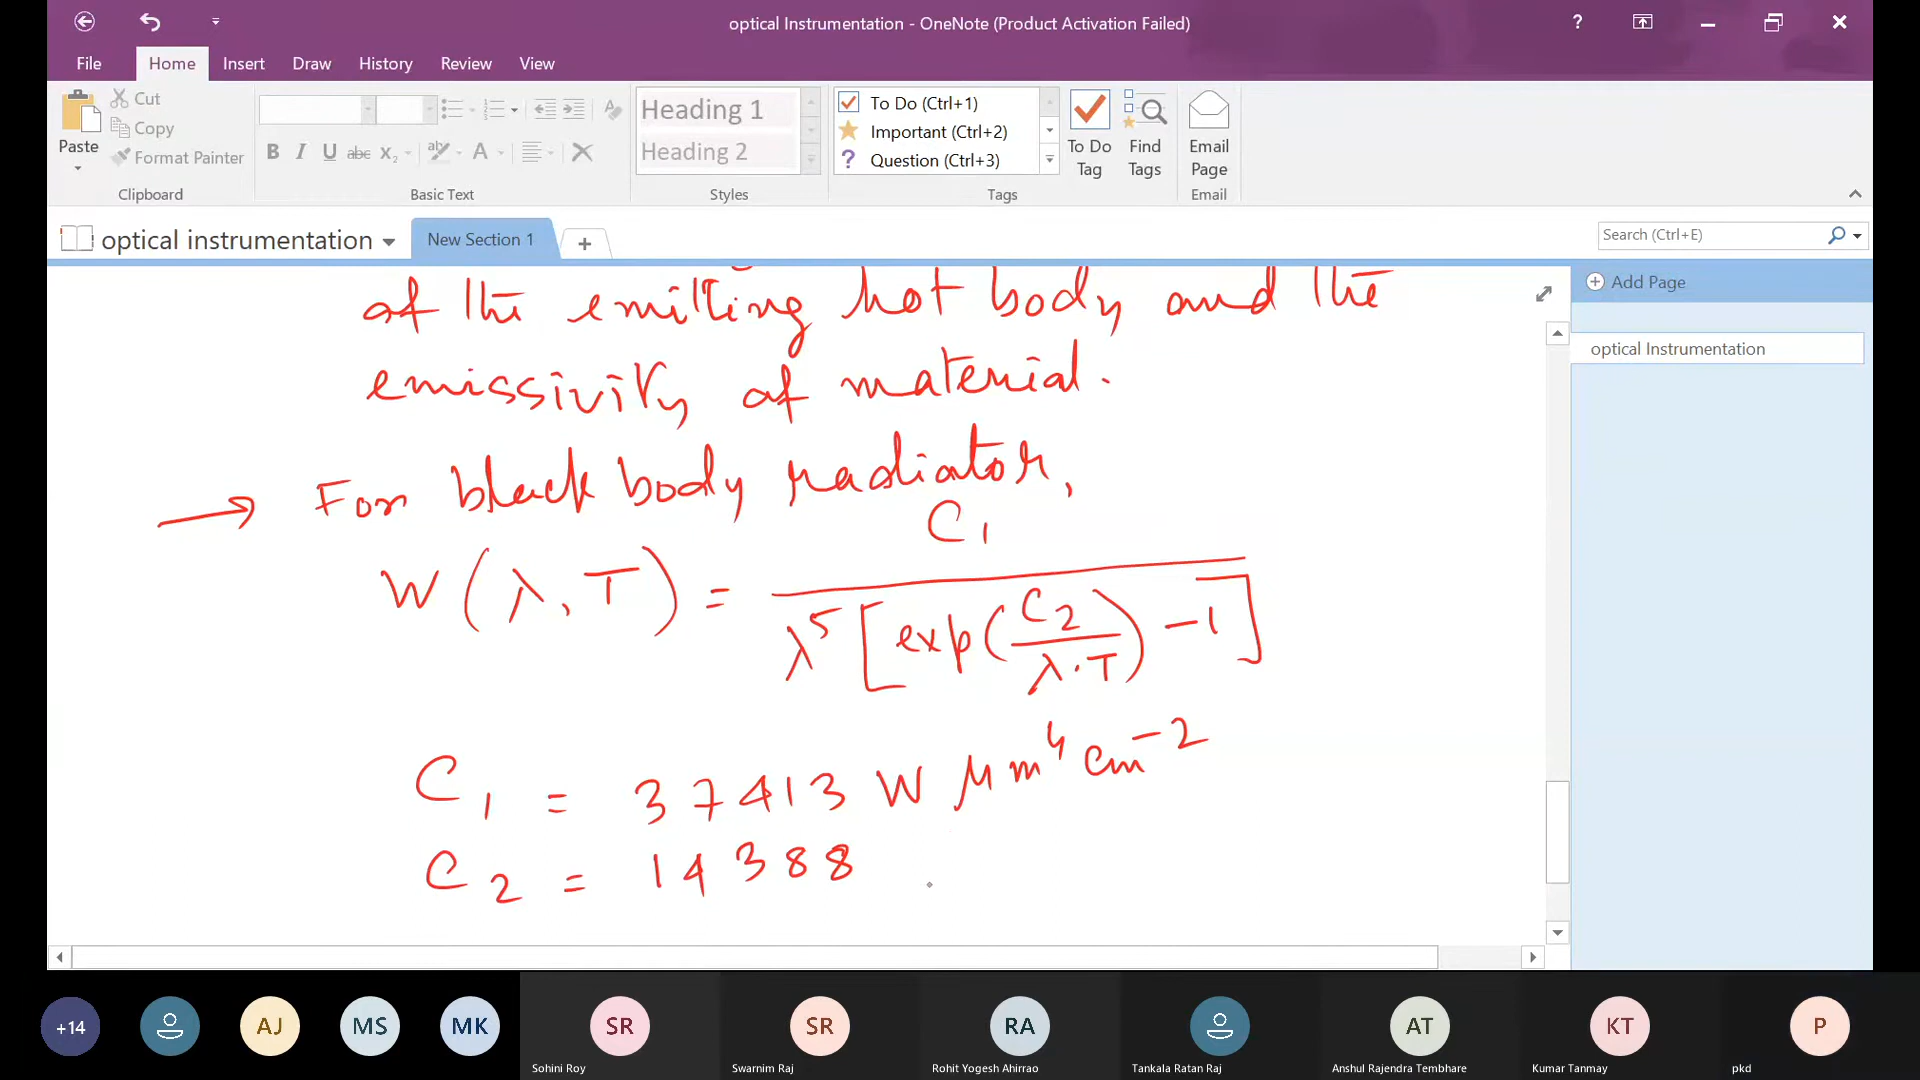 optical Instrumentation - OneNote (Product Activation Failed)
?
File Home Insert Draw History Review View
Paste
Cut
Copy
Format Painter
Clipboard
B I U abc X₂ aby A
Basic Text
Heading 1
Heading 2
Styles
To Do (Ctrl+1)
Important (Ctrl+2)
? Question (Ctrl+3)
To Do Tag
Find Tags
Tags
Email Page
Email
optical instrumentation
New Section 1
+
Search (Ctrl+E)
Add Page
optical Instrumentation
of the emitting hot body and the
emissivity of material.
→ For black body radiator,
W(λ, T) = C₁ / λ⁵ [exp(C₂ / λ·T) - 1]
C₁ = 37413 W μm⁴ cm⁻²
C₂ = 14388
+14 AJ MS MK SR SR RA AT KT P
Sohini Roy Swarnim Raj Rohit Yogesh Ahirrao Tankala Ratan Raj Anshul Rajendra Tembhare Kumar Tanmay pkd